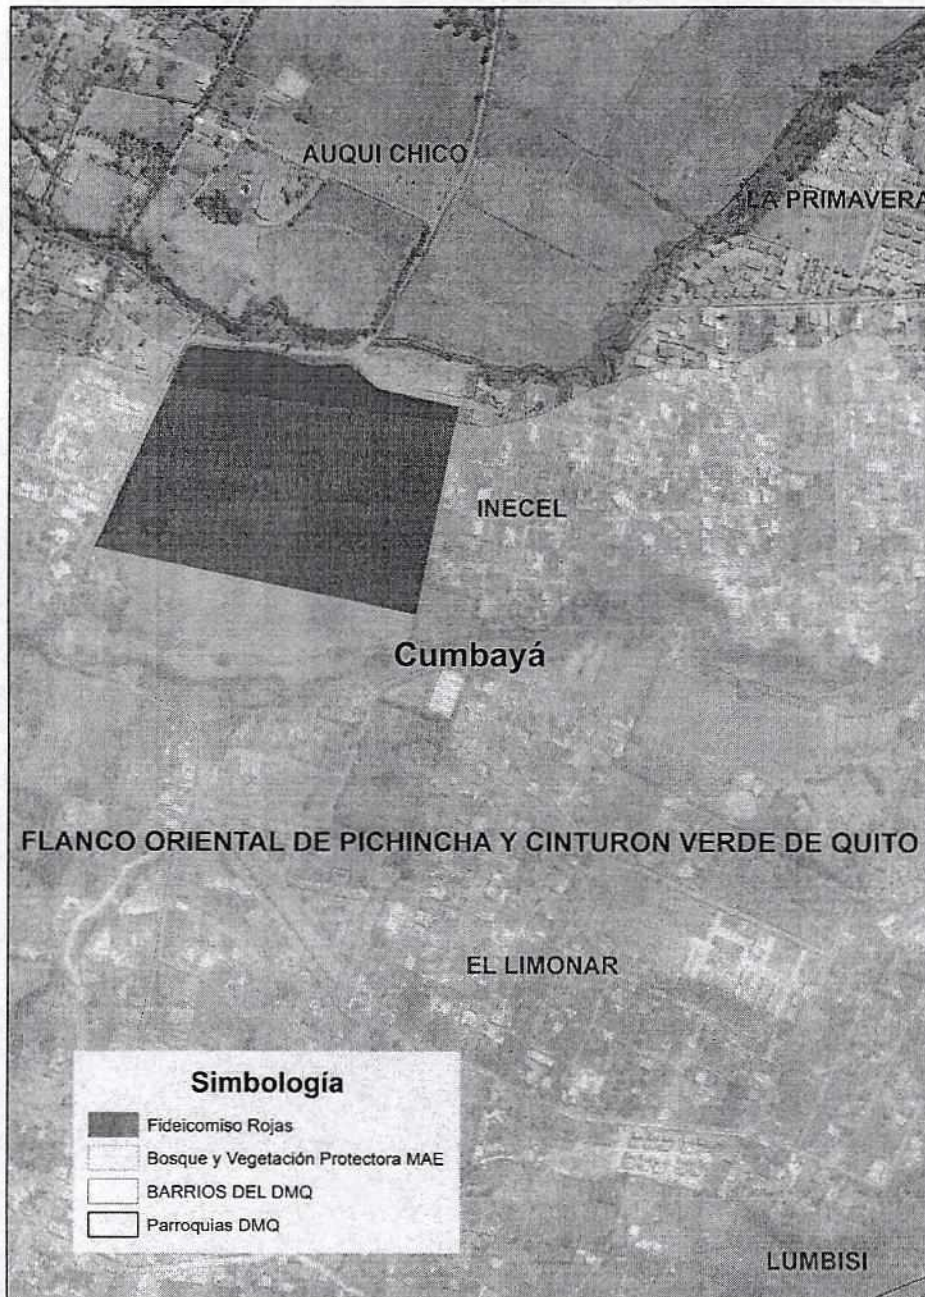 AUQUI CHICO
LA PRIMAVERA
INECEL
Cumbayá
FLANCO ORIENTAL DE PICHINCHA Y CINTURON VERDE DE QUITO
EL LIMONAR
Simbología
Fideicomiso Rojas
Bosque y Vegetación Protectora MAE
BARRIOS DEL DMQ
Parroquias DMQ
LUMBISI